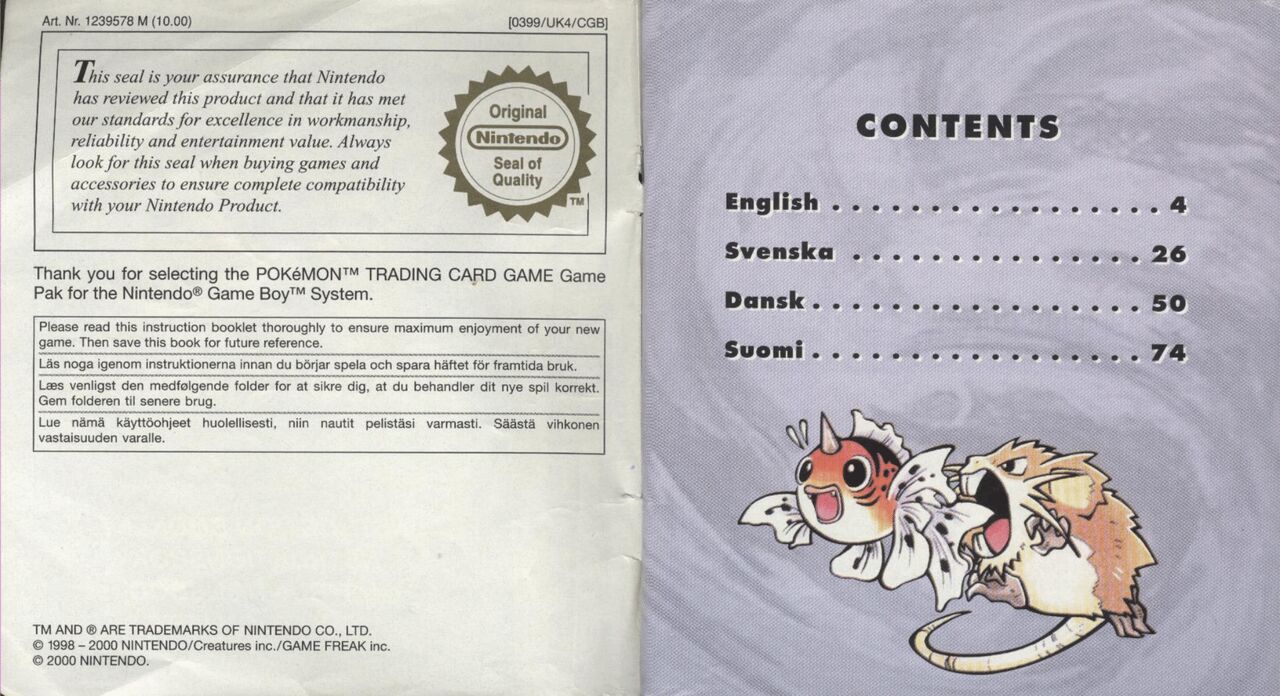 Art. Nr. 1239578 M (10.00)
[0399/UK4/CGB]
This seal is your assurance that Nintendo
has reviewed this product and that it has met
our standards for excellence in workmanship,
reliability and entertainment value. Always
look for this seal when buying games and
accessories to ensure complete compatibility
with your Nintendo Product.
Original
Nintendo
Seal of
Quality
TM
Thank you for selecting the POKéMON™ TRADING CARD GAME Game
Pak for the Nintendo® Game Boy™ System.
Please read this instruction booklet thoroughly to ensure maximum enjoyment of your new
game. Then save this book for future reference.
Läs noga igenom instruktionerna innan du börjar spela och spara häftet för framtida bruk.
Læs venligst den medfølgende folder for at sikre dig, at du behandler dit nye spil korrekt.
Gem folderen til senere brug.
Lue nämä käyttöohjeet huolellisesti, niin nautit pelistäsi varmasti. Säästä vihkonen
vastaisuuden varalle.
TM AND ® ARE TRADEMARKS OF NINTENDO CO., LTD.
© 1998 – 2000 NINTENDO/Creatures inc./GAME FREAK inc.
© 2000 NINTENDO.
CONTENTS
English . . . . . . . . . . . . . . . . . 4
Svenska . . . . . . . . . . . . . . . 26
Dansk . . . . . . . . . . . . . . . . . 50
Suomi . . . . . . . . . . . . . . . . . 74